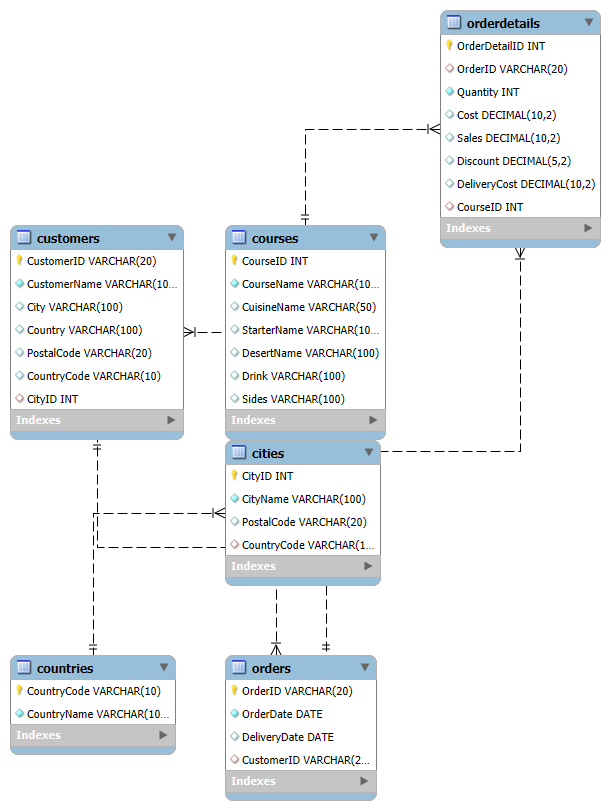 orderdetails
OrderDetailID INT
OrderID VARCHAR(20)
Quantity INT
Cost DECIMAL(10,2)
Sales DECIMAL(10,2)
Discount DECIMAL(5,2)
DeliveryCost DECIMAL(10,2)
CourseID INT
Indexes
customers
CustomerID VARCHAR(20)
CustomerName VARCHAR(10...
City VARCHAR(100)
Country VARCHAR(100)
PostalCode VARCHAR(20)
CountryCode VARCHAR(10)
CityID INT
Indexes
courses
CourseID INT
CourseName VARCHAR(10...
CuisineName VARCHAR(50)
StarterName VARCHAR(10...
DesertName VARCHAR(100)
Drink VARCHAR(100)
Sides VARCHAR(100)
Indexes
cities
CityID INT
CityName VARCHAR(100)
PostalCode VARCHAR(20)
CountryCode VARCHAR(1...
Indexes
countries
CountryCode VARCHAR(10)
CountryName VARCHAR(10...
Indexes
orders
OrderID VARCHAR(20)
OrderDate DATE
DeliveryDate DATE
CustomerID VARCHAR(2...
Indexes